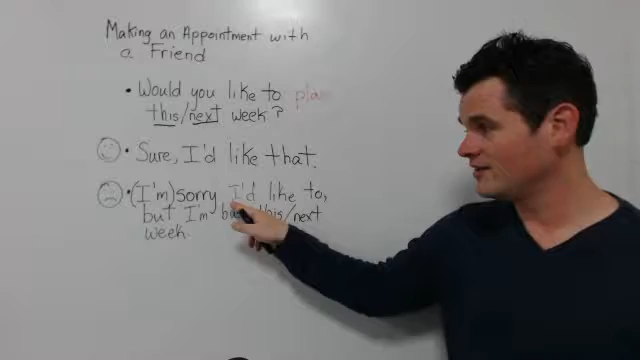 Making an Appointment with
a Friend
• Would you like to
this/next week?
• Sure, I'd like that.
• (I'm) sorry I'd like to,
but I'm this/next
week.